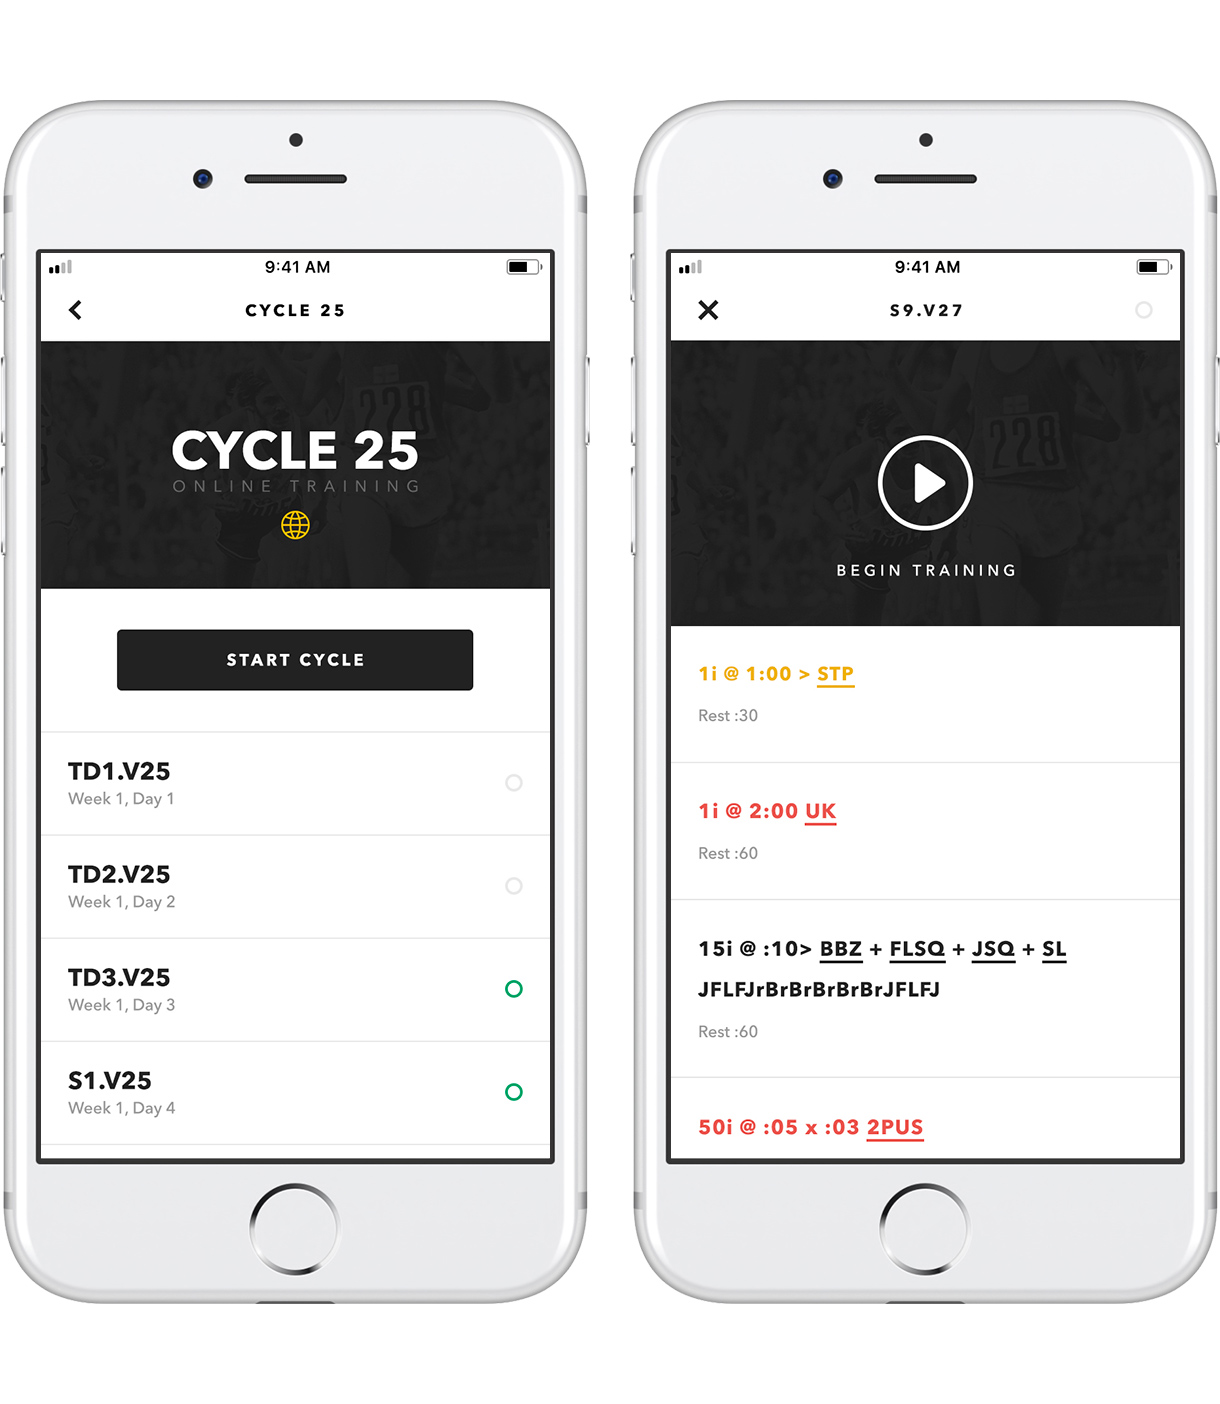 9:41 AM
CYCLE 25
228
CYCLE 25
ONLINE TRAINING
START CYCLE
TD1.V25
Week 1, Day 1
TD2.V25
Week 1, Day 2
TD3.V25
Week 1, Day 3
S1.V25
Week 1, Day 4
9:41 AM
S9.V27
228
BEGIN TRAINING
1i @ 1:00 > STP
Rest :30
1i @ 2:00 UK
Rest :60
15i @ :10> BBZ + FLSQ + JSQ + SL
JFLFJrBrBrBrBrBrJFLFJ
Rest :60
50i @ :05 x :03 2PUS